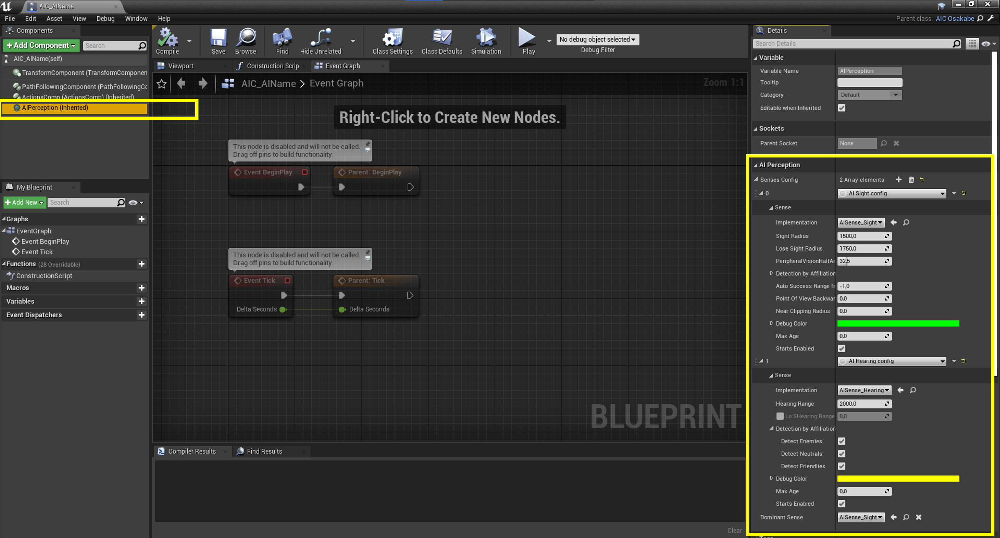 AIC_AIName
File Edit Asset View Debug Window Help
Parent class: AIC Osakabe
Components
+Add Component
Search
AIC_AIName(self)
TransformComponent (TransformComponen
PathFollowingComponent (PathFollowingCc
ActionsComp (ActionsComp) (Inherited)
AIPerception (Inherited)
My Blueprint
+Add New
Search
Graphs
EventGraph
Event BeginPlay
Event Tick
Functions (28 Overridable)
ConstructionScript
Macros
Variables
Event Dispatchers
Compile
Save
Browse
Find
Hide Unrelated
Class Settings
Class Defaults
Simulation
Play
No debug object selected
Debug Filter
Viewport
Construction Scrip
Event Graph
AIC_AIName > Event Graph
Zoom 1:1
Right-Click to Create New Nodes.
This node is disabled and will not be called.
Drag off pins to build functionality.
Event BeginPlay
Parent: BeginPlay
This node is disabled and will not be called.
Drag off pins to build functionality.
Event Tick
Parent: Tick
Delta Seconds
Delta Seconds
BLUEPRINT
Compiler Results
Find Results
Clear
Details
Search Details
Variable
Variable Name AIPerception
Tooltip
Category Default
Editable when Inherited
Sockets
Parent Socket None
AI Perception
Senses Config 2 Array elements
0 AI Sight config
Sense
Implementation AISense_Sight
Sight Radius 1500,0
Lose Sight Radius 1750,0
PeripheralVisionHalfAr 32,5
Detection by Affiliation
Auto Success Range fr -1,0
Point Of View Backwar 0,0
Near Clipping Radius 0,0
Debug Color
Max Age 0,0
Starts Enabled
1 AI Hearing config
Sense
Implementation AISense_Hearing
Hearing Range 2000,0
Lo SHearing Range 0,0
Detection by Affiliation
Detect Enemies
Detect Neutrals
Detect Friendlies
Debug Color
Max Age 0,0
Starts Enabled
Dominant Sense AISense_Sight